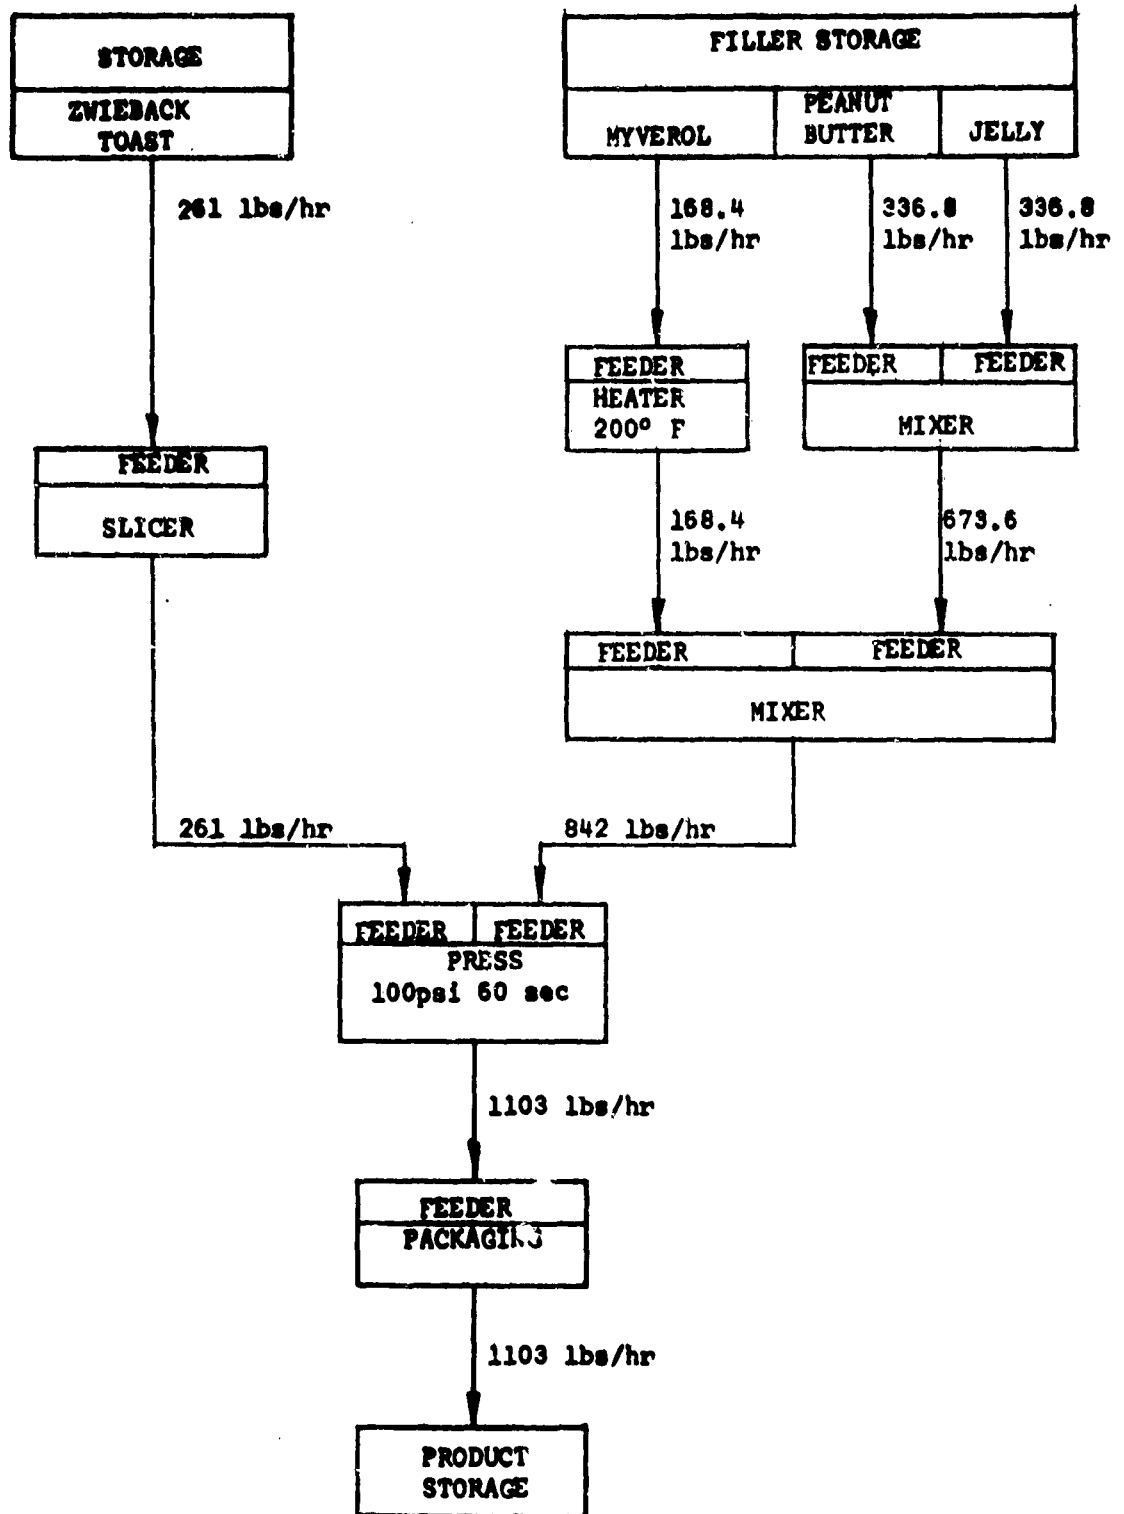 STORAGE
ZWIEBACK
TOAST
261 lbs/hr
FILLER STORAGE
MYVEROL
PEANUT
BUTTER
JELLY
168.4
lbs/hr
336.8
lbs/hr
336.8
lbs/hr
FEEDER
HEATER
200° F
FEEDER
FEEDER
MIXER
FEEDER
SLICER
168.4
lbs/hr
673.6
lbs/hr
FEEDER
FEEDER
MIXER
261 lbs/hr
842 lbs/hr
FEEDER
FEEDER
PRESS
100psi 60 sec
1103 lbs/hr
FEEDER
PACKAGING
1103 lbs/hr
PRODUCT
STORAGE